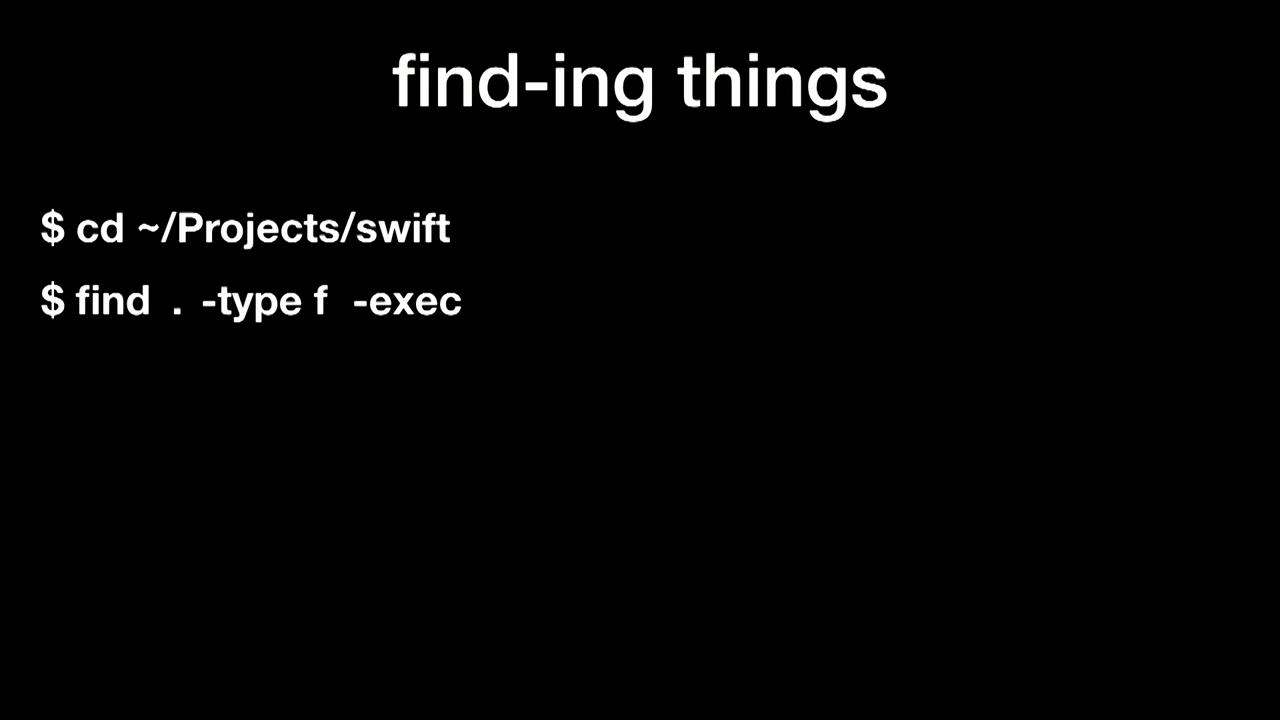 find-ing things
$ cd ~/Projects/swift
$ find . -type f -exec